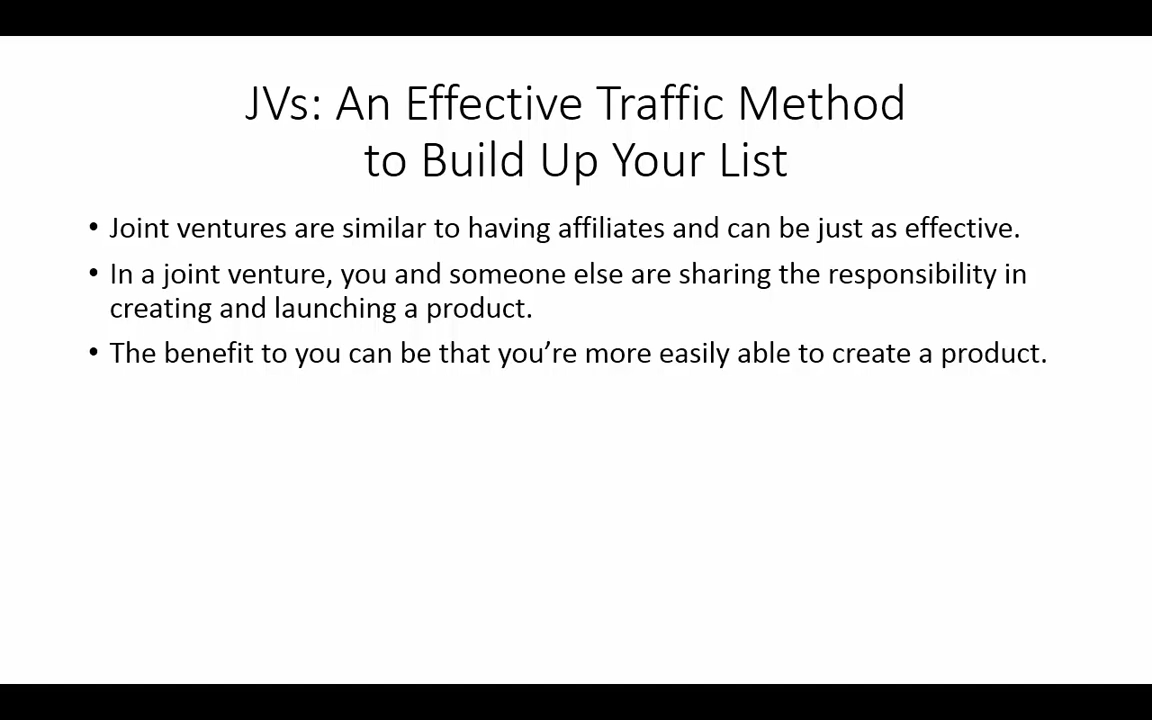 JVs: An Effective Traffic Method
to Build Up Your List
• Joint ventures are similar to having affiliates and can be just as effective.
• In a joint venture, you and someone else are sharing the responsibility in
creating and launching a product.
• The benefit to you can be that you’re more easily able to create a product.